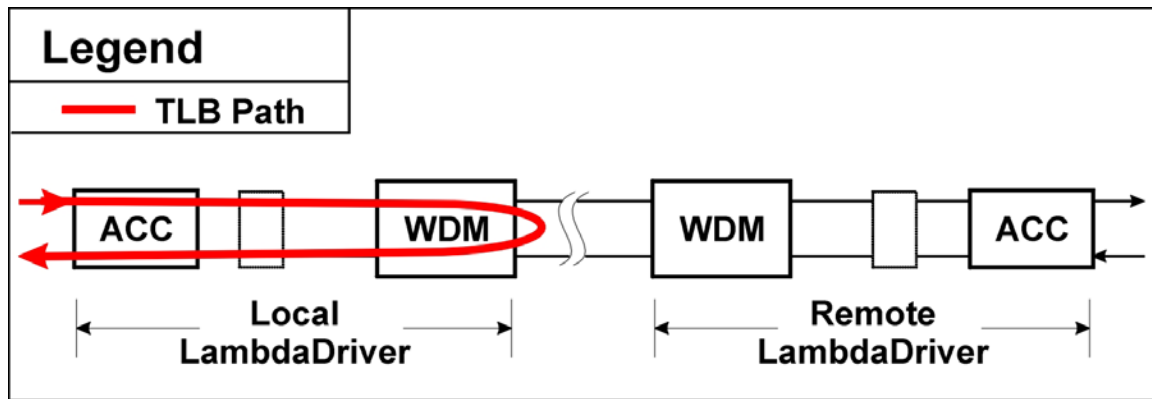 Legend
TLB Path
ACC
WDM
WDM
ACC
Local
LambdaDriver
Remote
LambdaDriver